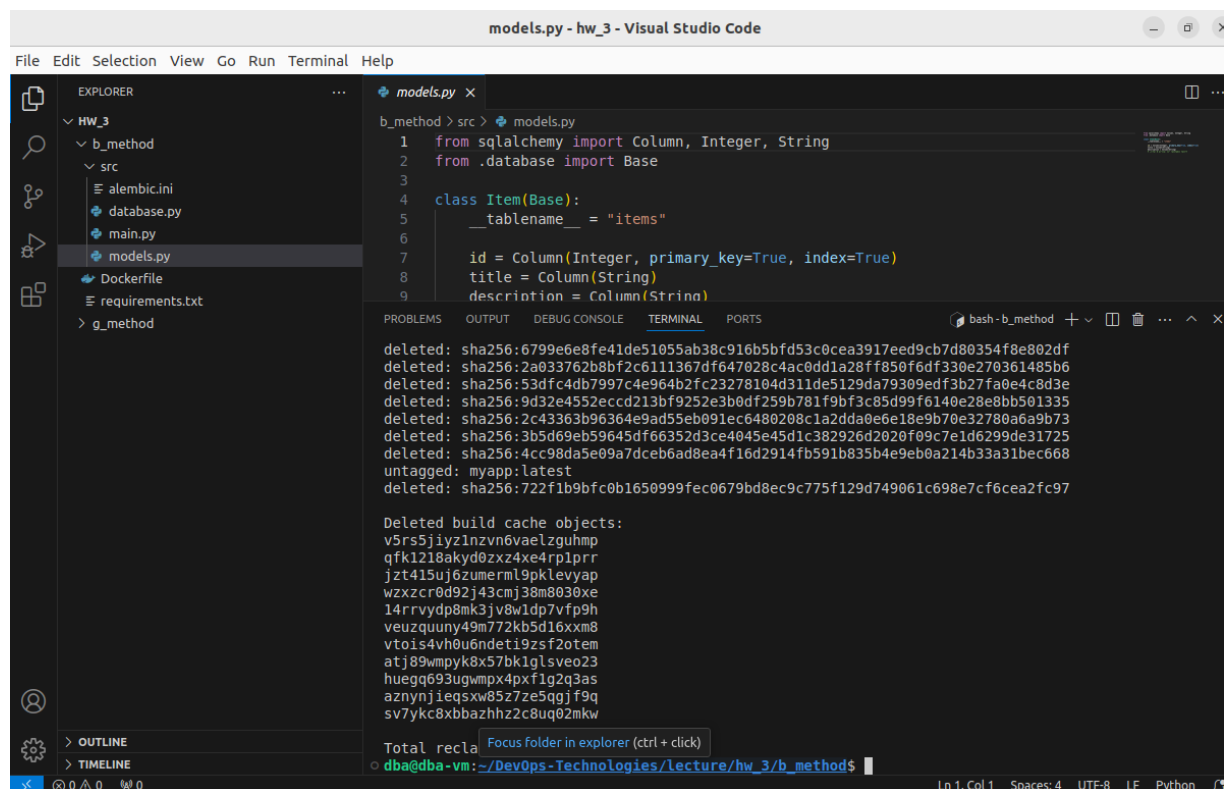 models.py - hw_3 - Visual Studio Code
File Edit Selection View Go Run Terminal Help
EXPLORER
HW_3
b_method
src
alembic.ini
database.py
main.py
models.py
Dockerfile
requirements.txt
g_method
OUTLINE
TIMELINE
models.py
b_method > src > models.py
1 from sqlalchemy import Column, Integer, String
2 from .database import Base
3
4 class Item(Base):
5 __tablename__ = "items"
6
7 id = Column(Integer, primary_key=True, index=True)
8 title = Column(String)
9 description = Column(String)
PROBLEMS OUTPUT DEBUG CONSOLE TERMINAL PORTS bash - b_method
deleted: sha256:6799e6e8fe41de51055ab38c916b5bfd53c0cea3917eed9cb7d80354f8e802df
deleted: sha256:2a033762b8bf2c6111367df647028c4ac0dd1a28ff850f6df330e270361485b6
deleted: sha256:53dfc4db7997c4e964b2fc23278104d311de5129da79309edf3b27fa0e4c8d3e
deleted: sha256:9d32e4552eccd213bf9252e3b0df259b781f9bf3c85d99f6140e28e8bb501335
deleted: sha256:2c43363b96364e9ad55eb091ec6480208c1a2dda0e6e18e9b70e32780a6a9b73
deleted: sha256:3b5d69eb59645df66352d3ce4045e45d1c382926d2020f09c7e1d6299de31725
deleted: sha256:4cc98da5e09a7dceb6ad8ea4f16d2914fb591b835b4e9eb0a214b33a31bec668
untagged: myapp:latest
deleted: sha256:722f1b9bfc0b1650999fec0679bd8ec9c775f129d749061c698e7cf6cea2fc97
Deleted build cache objects:
v5rs5jiyz1nzvn6vaelzguhmp
qfk1218akyd0zxz4xe4rp1prr
jzt415uj6zumerml9pklevyap
wzxzcr0d92j43cmj38m8030xe
14rrvydp8mk3jv8w1dp7vfp9h
veuzquuny49m772kb5d16xxm8
vtois4vh0u6ndeti9zsf2otem
atj89wmpyk8x57bk1glsveo23
huegq693ugwmpx4pxf1g2q3as
aznynjieqsxw85z7ze5qgjf9q
sv7ykc8xbbazhhz2c8uq02mkw
Total recla
Focus folder in explorer (ctrl + click)
dba@dba-vm:~/DevOps-Technologies/lecture/hw_3/b_method$
0 0 0 Ln 1, Col 1 Spaces: 4 UTF-8 LF Python